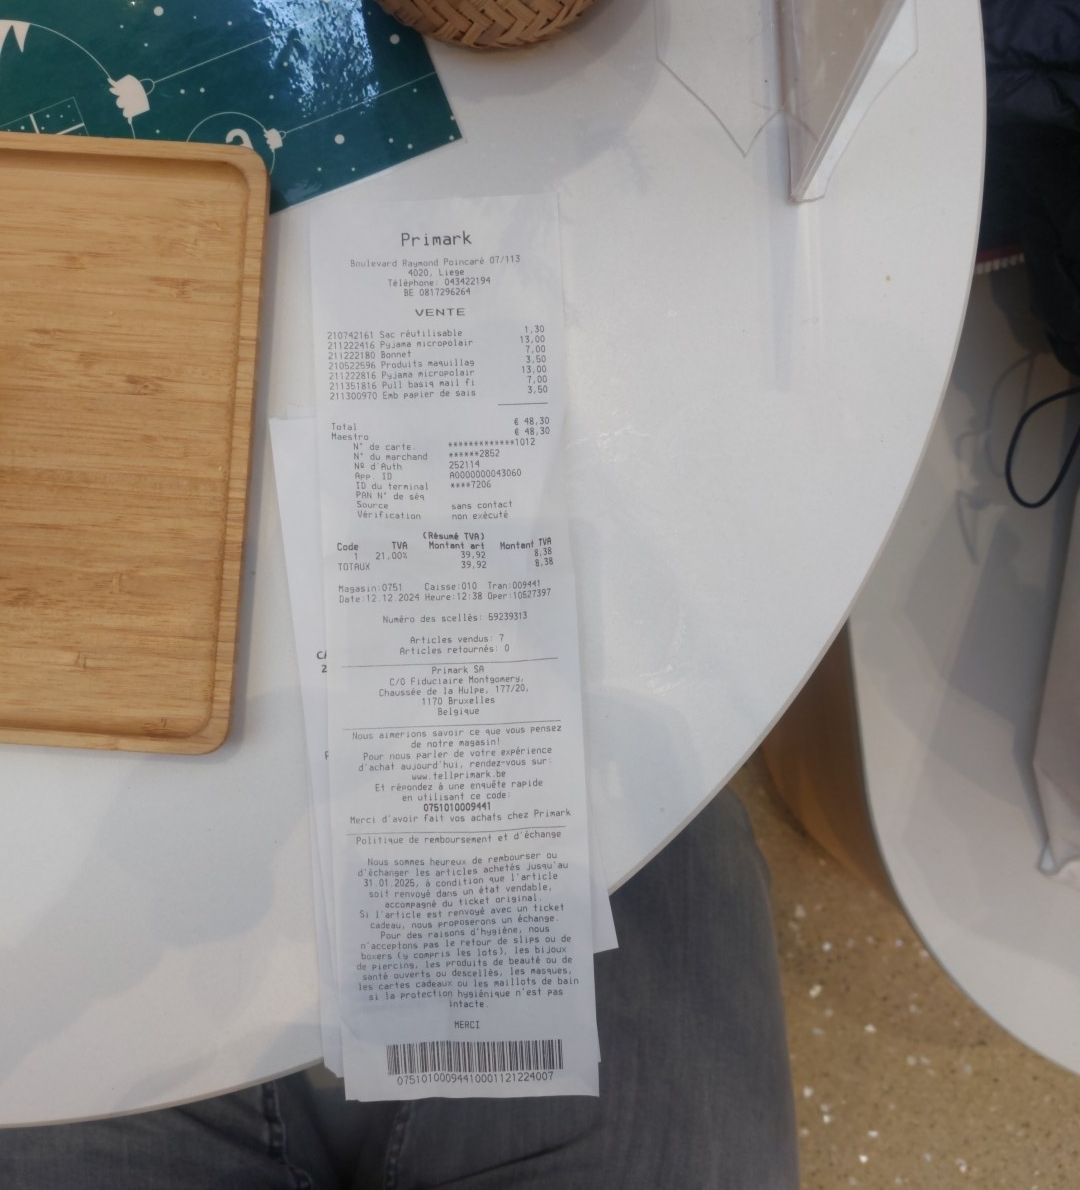 Primark
Boulevard Raymond Poincaré 07/113
4020, Liege
Téléphone: 043422194
BE 0817296264
VENTE
210742161 Sac réutilisable 1,30
211222416 Pyjama micropolair 13,00
211222180 Bonnet 7,00
210522596 Produits maquillag 3,50
211222816 Pyjama micropolair 13,00
211351816 Pull basiq mail fi 7,00
211300970 Emb papier de sais 3,50
Total € 48,30
Maestro € 48,30
N° de carte ************1012
N° du marchand ******2852
Nº d'Auth 252114
App. ID A0000000043060
ID du terminal ****7206
PAN N° de séq
Source sans contact
Vérification non exécuté
(Résumé TVA)
Code TVA Montant art Montant TVA
1 21,00% 39,92 8,38
TOTAUX 39,92 8,38
Magasin:0751 Caisse:010 Tran:009441
Date:12.12.2024 Heure:12:38 Oper:10527397
Numéro des scellés: 59239313
Articles vendus: 7
Articles retournés: 0
Primark SA
C/O Fiduciaire Montgomery,
Chaussée de la Hulpe, 177/20,
1170 Bruxelles
Belgique
Nous aimerions savoir ce que vous pensez
de notre magasin!
Pour nous parler de votre expérience
d'achat aujourd'hui, rendez-vous sur:
www.tellprimark.be
Et répondez à une enquête rapide
en utilisant ce code:
0751010009441
Merci d'avoir fait vos achats chez Primark
Politique de remboursement et d'échange
Nous sommes heureux de rembourser ou
d'échanger les articles achetés jusqu'au
31.01.2025, à condition que l'article
soit renvoyé dans un état vendable,
accompagné du ticket original.
Si l'article est renvoyé avec un ticket
cadeau, nous proposerons un échange.
Pour des raisons d'hygiène, nous
n'acceptons pas le retour de slips ou de
boxers (y compris les lots), les bijoux
de piercings, les produits de beauté ou de
santé ouverts ou descellés, les masques,
les cartes cadeaux ou les maillots de bain
si la protection hygiénique n'est pas
intacte.
MERCI
07510100094410001121224007